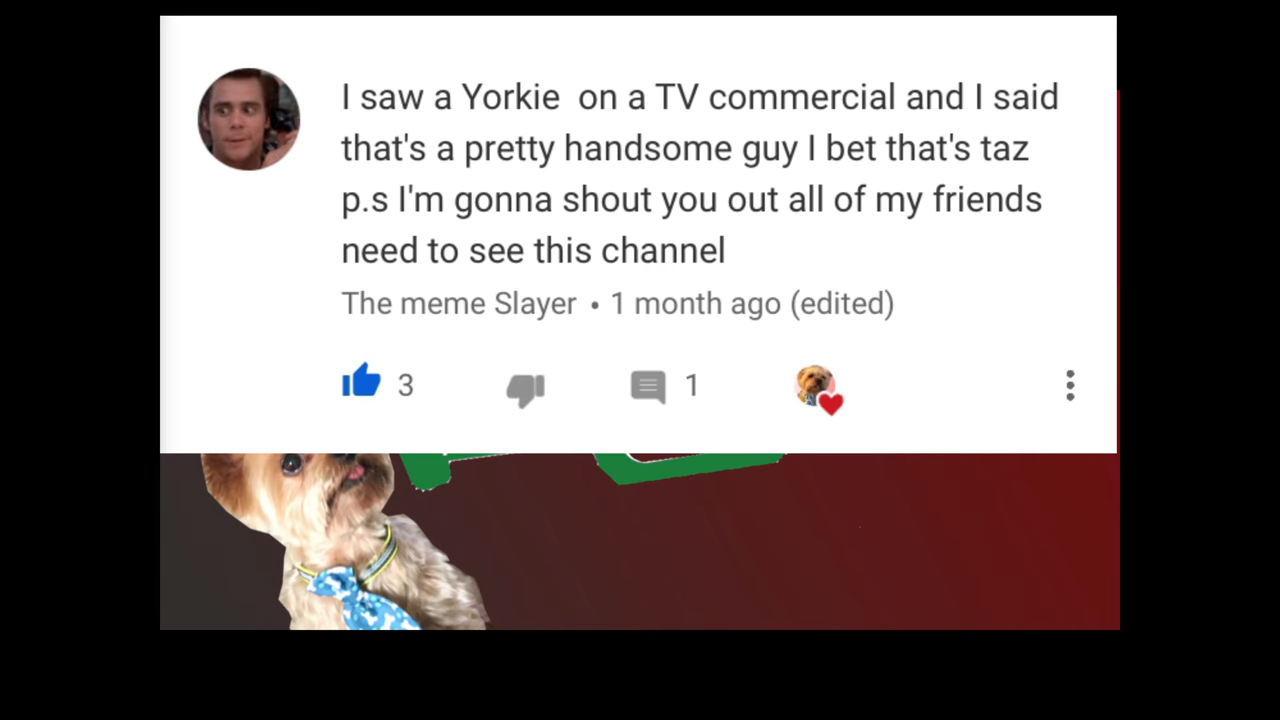 I saw a Yorkie  on a TV commercial and I said
that's a pretty handsome guy I bet that's taz
p.s I'm gonna shout you out all of my friends
need to see this channel
The meme Slayer • 1 month ago (edited)
3
1